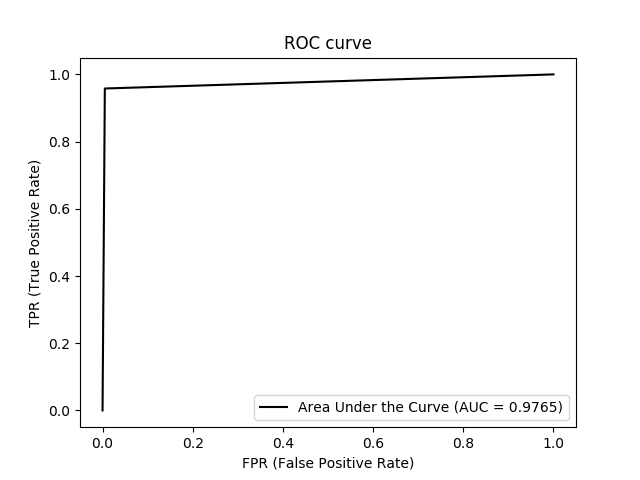 ROC curve
1.0
0.8
0.6
0.4
0.2
0.0
TPR (True Positive Rate)
Area Under the Curve (AUC = 0.9765)
0.0 0.2 0.4 0.6 0.8 1.0
FPR (False Positive Rate)